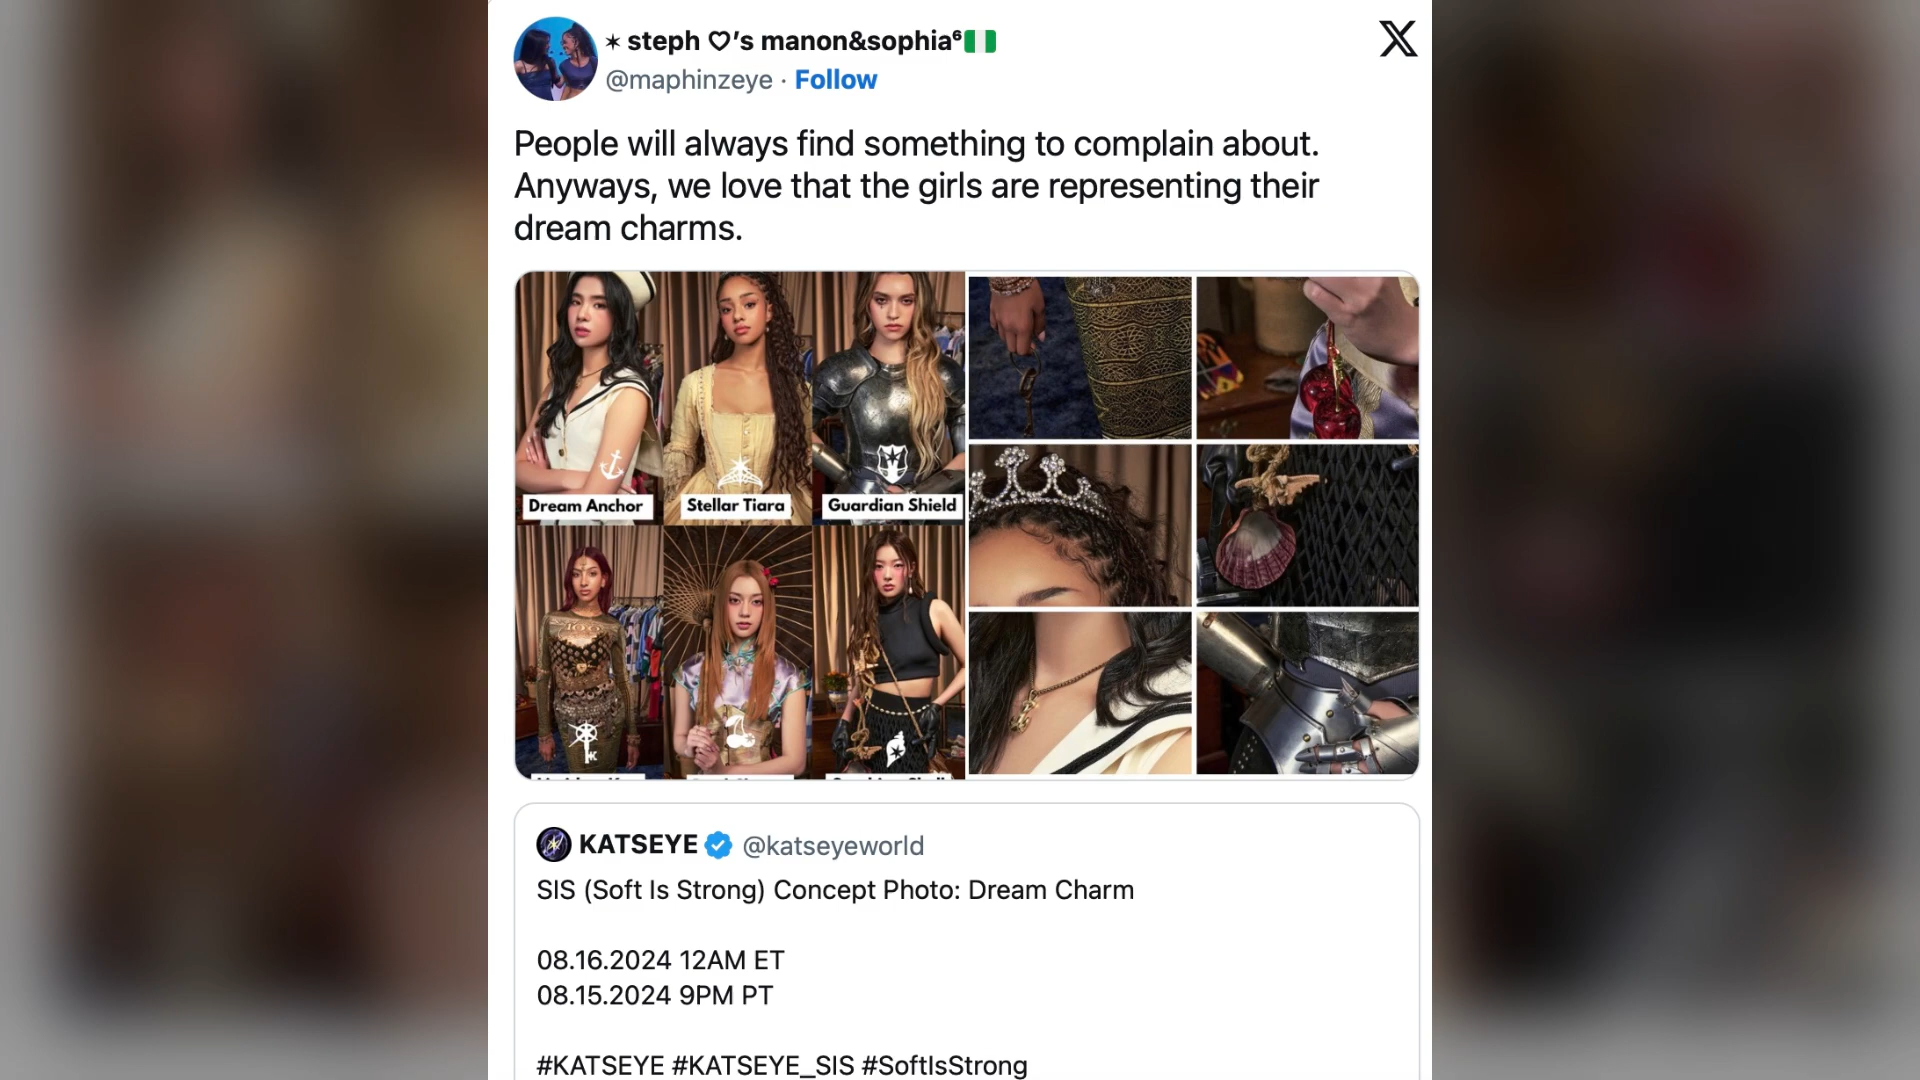 ✶ steph ♡’s manon&sophia⁶🇳🇬
@maphinzeye · Follow
People will always find something to complain about.
Anyways, we love that the girls are representing their
dream charms.
Dream Anchor
Stellar Tiara
Guardian Shield
KATSEYE @katseyeworld
SIS (Soft Is Strong) Concept Photo: Dream Charm
08.16.2024 12AM ET
08.15.2024 9PM PT
#KATSEYE #KATSEYE_SIS #SoftIsStrong